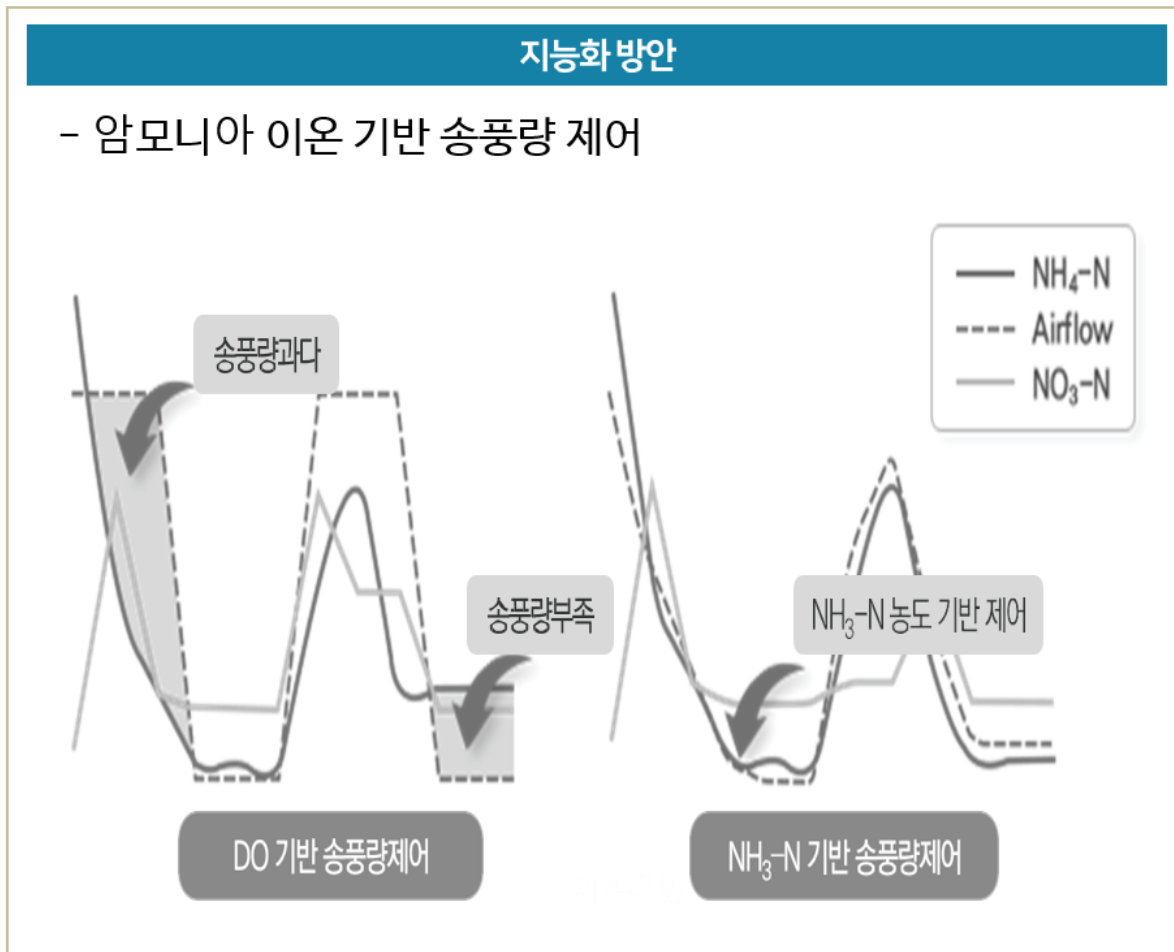 지능화 방안
- 암모니아 이온 기반 송풍량 제어
NH₄-N
Airflow
NO₃-N
송풍량과다
송풍량부족
NH₃-N 농도 기반 제어
DO 기반 송풍량제어
NH₃-N 기반 송풍량제어